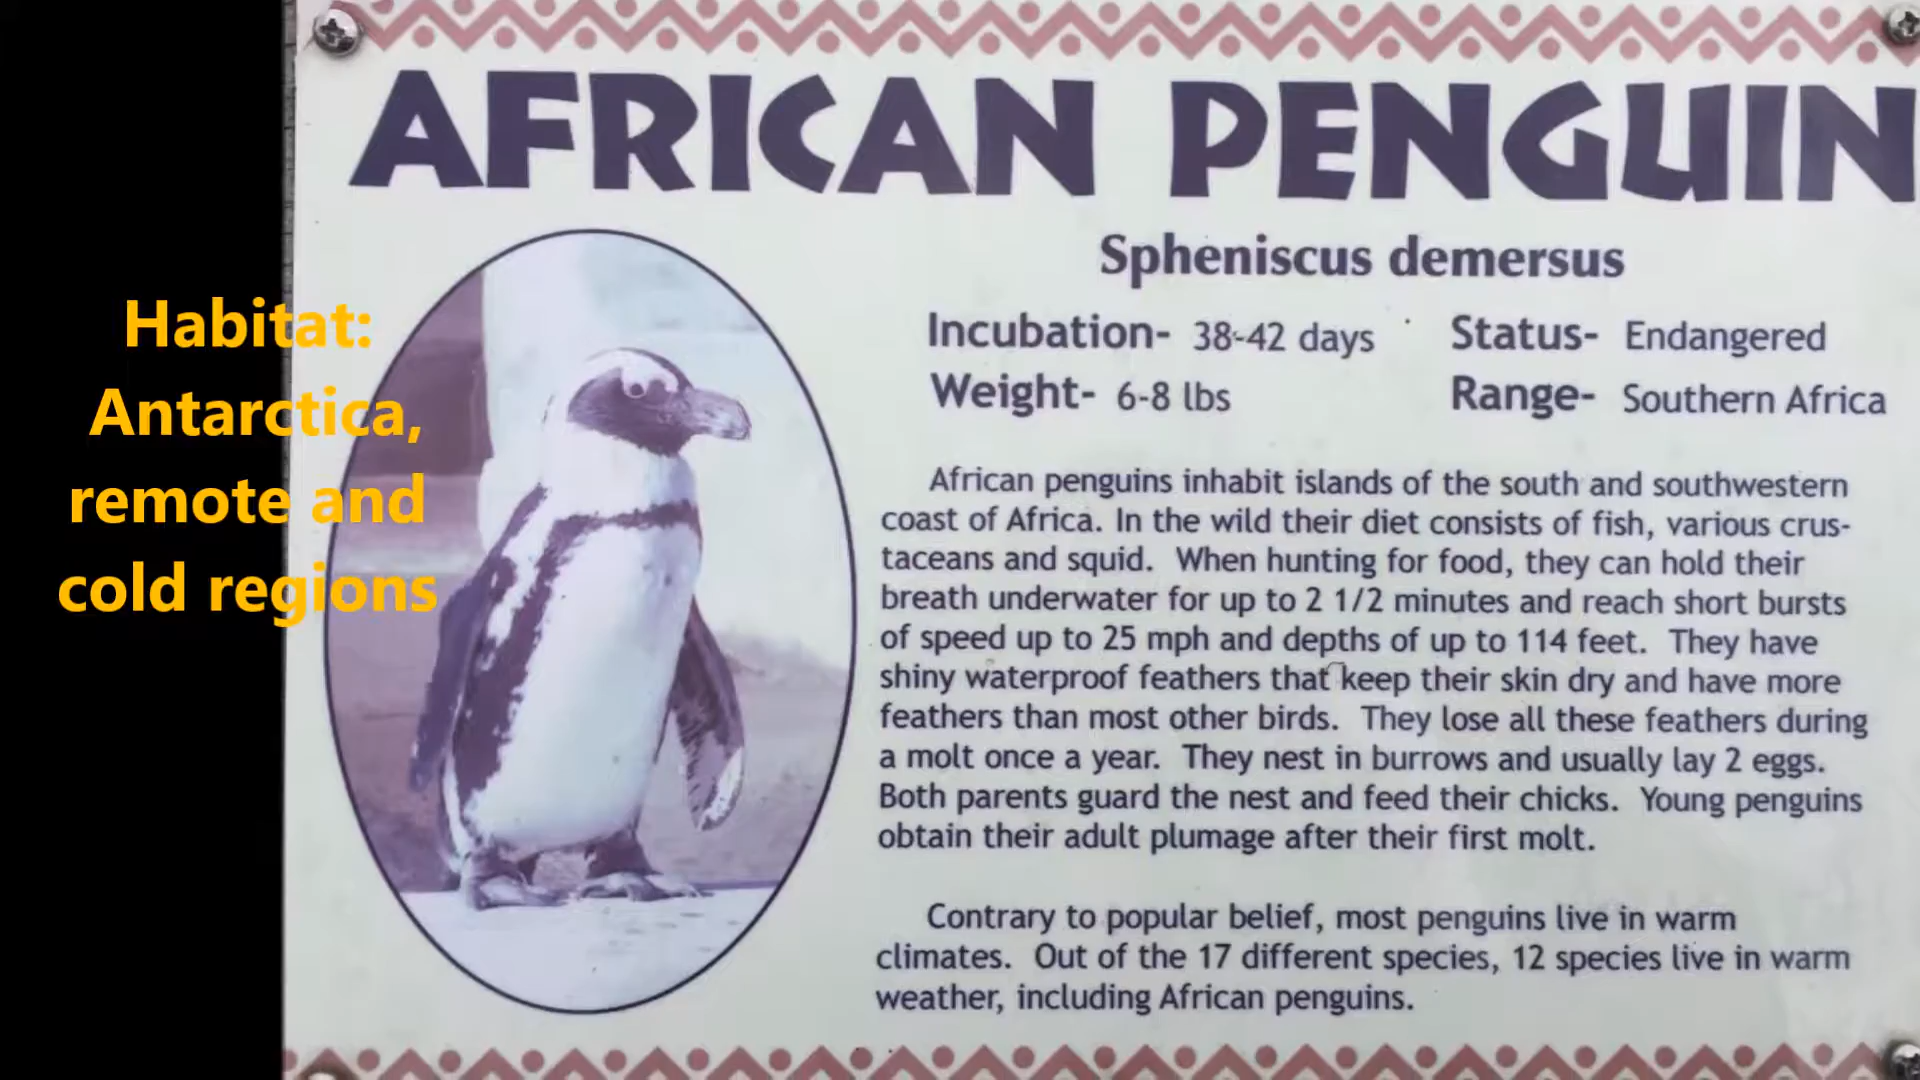 AFRICAN PENGUIN
Spheniscus demersus
Incubation- 38-42 days
Status- Endangered
Weight- 6-8 lbs
Range- Southern Africa
Habitat:
Antarctica,
remote and
cold regions
African penguins inhabit islands of the south and southwestern
coast of Africa. In the wild their diet consists of fish, various crus-
taceans and squid. When hunting for food, they can hold their
breath underwater for up to 2 1/2 minutes and reach short bursts
of speed up to 25 mph and depths of up to 114 feet. They have
shiny waterproof feathers that keep their skin dry and have more
feathers than most other birds. They lose all these feathers during
a molt once a year. They nest in burrows and usually lay 2 eggs.
Both parents guard the nest and feed their chicks. Young penguins
obtain their adult plumage after their first molt.
Contrary to popular belief, most penguins live in warm
climates. Out of the 17 different species, 12 species live in warm
weather, including African penguins.